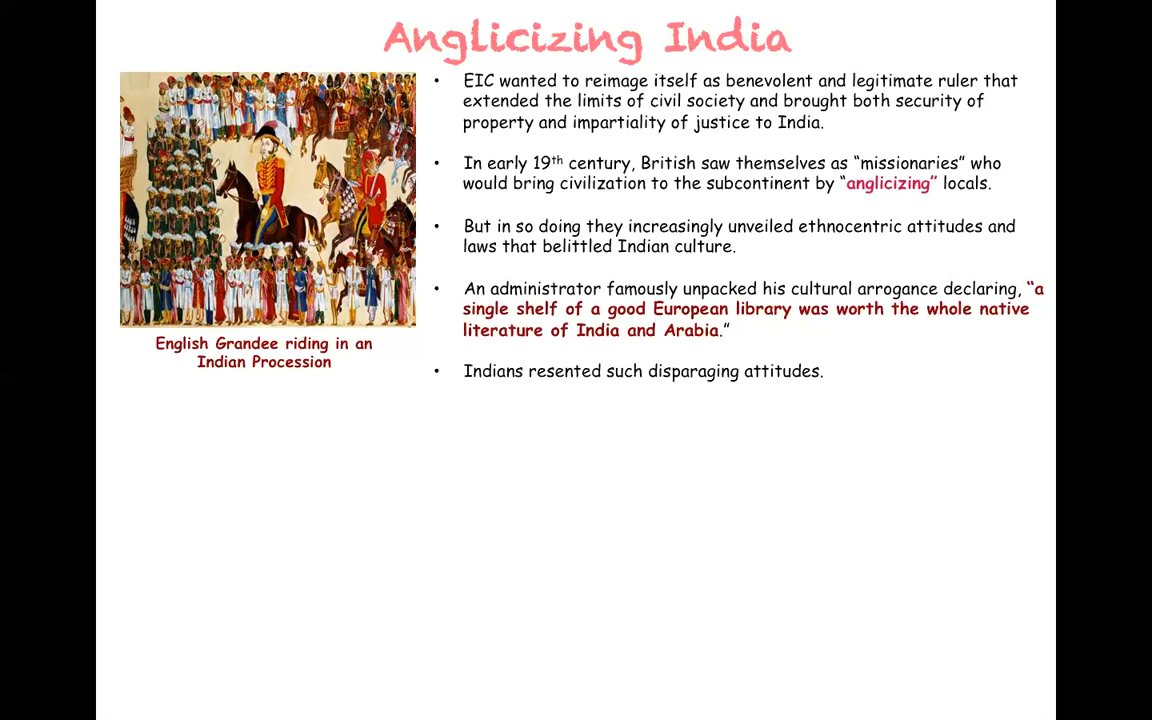 Anglicizing India
• EIC wanted to reimage itself as benevolent and legitimate ruler that
extended the limits of civil society and brought both security of
property and impartiality of justice to India.
• In early 19th century, British saw themselves as “missionaries” who
would bring civilization to the subcontinent by “anglicizing” locals.
• But in so doing they increasingly unveiled ethnocentric attitudes and
laws that belittled Indian culture.
• An administrator famously unpacked his cultural arrogance declaring, “a
single shelf of a good European library was worth the whole native
literature of India and Arabia.”
• Indians resented such disparaging attitudes.
English Grandee riding in an
Indian Procession